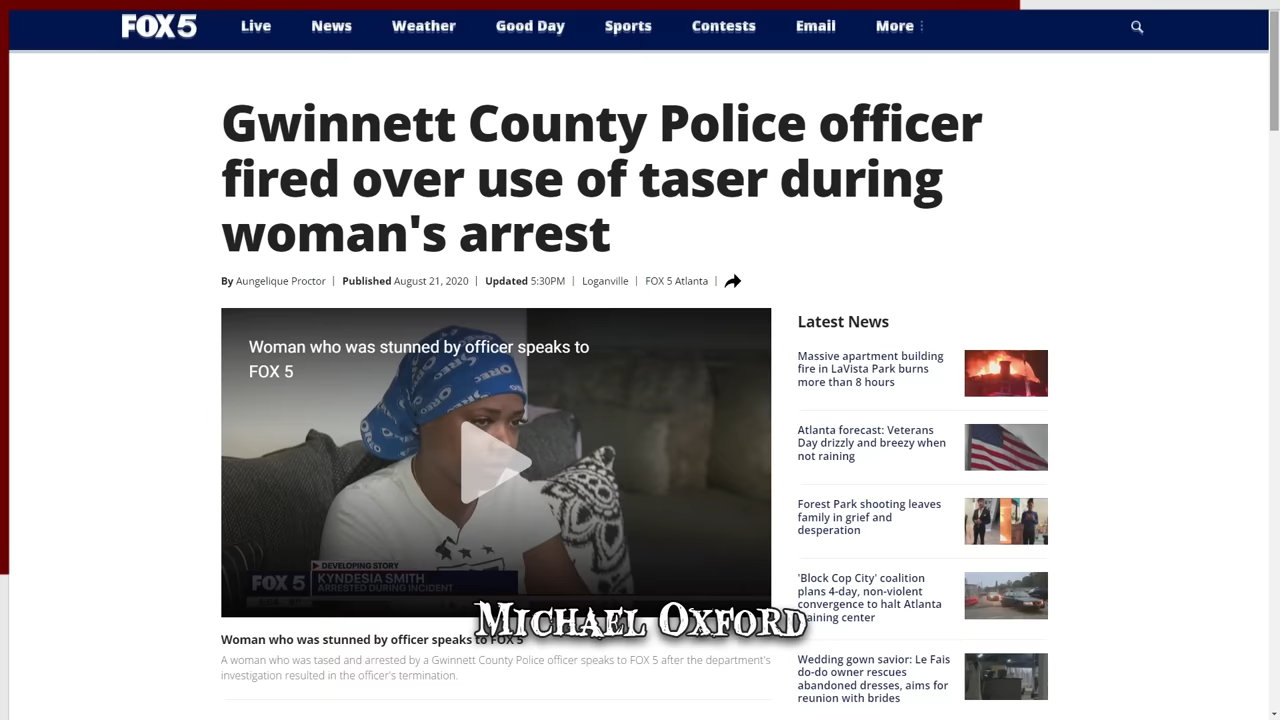 FOX 5
Live News Weather Good Day Sports Contests Email More
Gwinnett County Police officer
fired over use of taser during
woman's arrest
By Aungelique Proctor | Published August 21, 2020 | Updated 5:30PM | Loganville | FOX 5 Atlanta |
Woman who was stunned by officer speaks to
FOX 5
OREO
DEVELOPING STORY
FOX 5
KYNDESIA SMITH
ARRESTED DURING INCIDENT
Michael Oxford
Woman who was stunned by officer speaks to FOX 5
A woman who was tased and arrested by a Gwinnett County Police officer speaks to FOX 5 after the department's
investigation resulted in the officer's termination.
Latest News
Massive apartment building
fire in LaVista Park burns
more than 8 hours
Atlanta forecast: Veterans
Day drizzly and breezy when
not raining
Forest Park shooting leaves
family in grief and
desperation
'Block Cop City' coalition
plans 4-day, non-violent
convergence to halt Atlanta
training center
Wedding gown savior: Le Fais
do-do owner rescues
abandoned dresses, aims for
reunion with brides